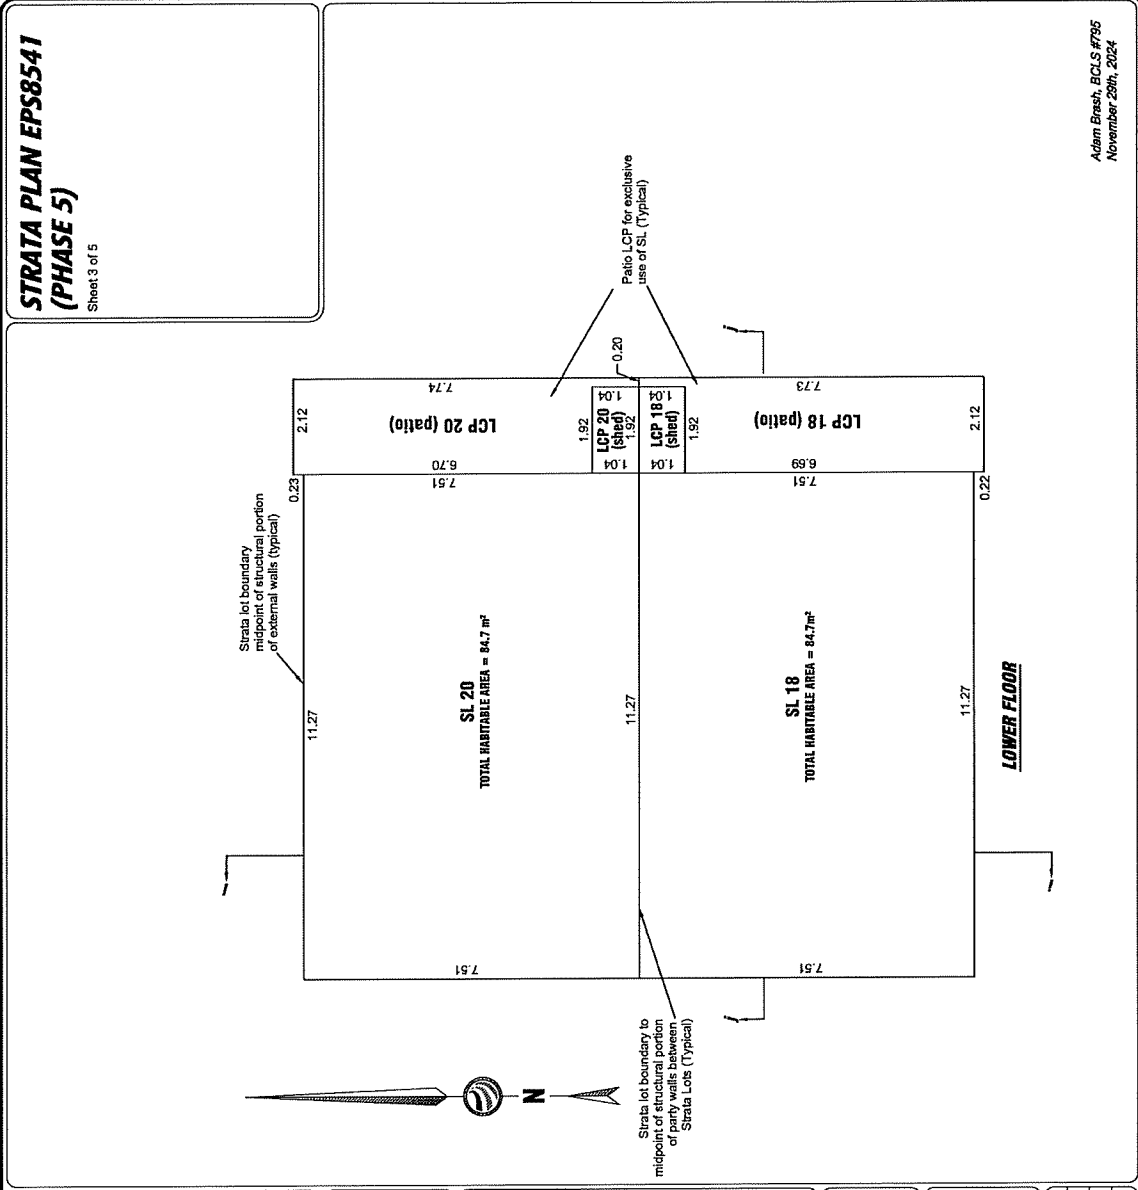 STRATA PLAN EPS8541
(PHASE 5)
Sheet 3 of 5
Strata lot boundary
midpoint of structural portion
of external walls (typical)
Patio LCP for exclusive
use of SL (Typical)
2.12
7.74
LCP 20 (patio)
6.70
0.23
7.51
11.27
SL 20
TOTAL HABITABLE AREA = 84.7 m²
7.51
1.92
1.04
LCP 20
(shed)
1.04
1.92
0.20
11.27
1.04
LCP 18
(shed)
1.04
1.92
7.73
LCP 18 (patio)
6.69
2.12
0.22
7.51
SL 18
TOTAL HABITABLE AREA = 84.7m²
7.51
11.27
i
i
j
j
Strata lot boundary to
midpoint of structural portion
of party walls between
Strata Lots (Typical)
N
LOWER FLOOR
Adam Brash, BCLS #795
November 29th, 2024